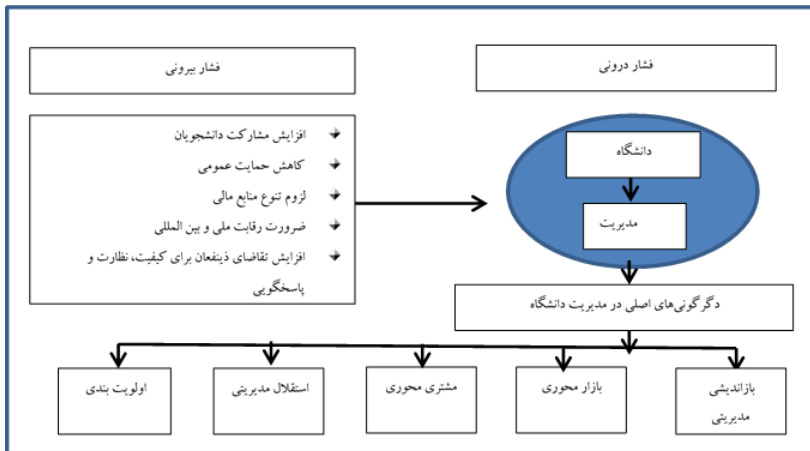 فشار درونی
فشار بیرونی
افزایش مشارکت دانشجویان
کاهش حمایت عمومی
لزوم تنوع منابع مالی
ضرورت رقابت ملی و بین المللی
افزایش تقاضای ذینفعان برای کیفیت، نظارت و
پاسخگویی
دانشگاه
مدیریت
دگرگونی‌های اصلی در مدیریت دانشگاه
بازاندیشی
مدیریتی
بازار محوری
مشتری محوری
استقلال مدیریتی
اولویت بندی